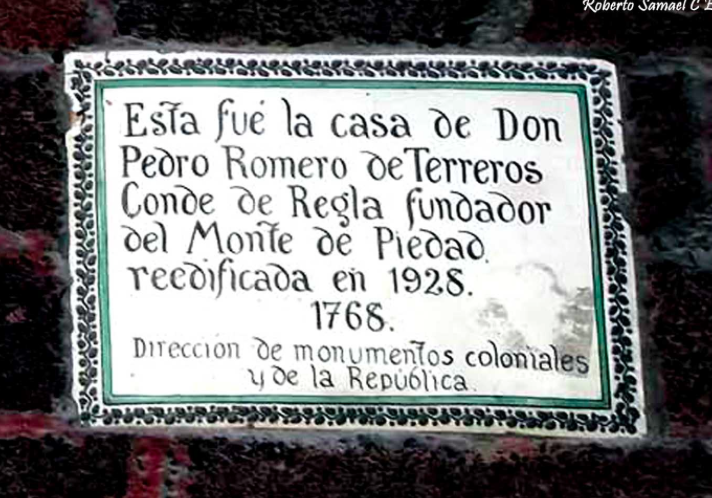 Roberto Samael C E
Esta fué la casa de Don
Pedro Romero de Terreros
Conde de Regla fundador
del Monte de Piedad.
reedificada en 1928.
1768.
Dirección de monumentos coloniales
y de la República.